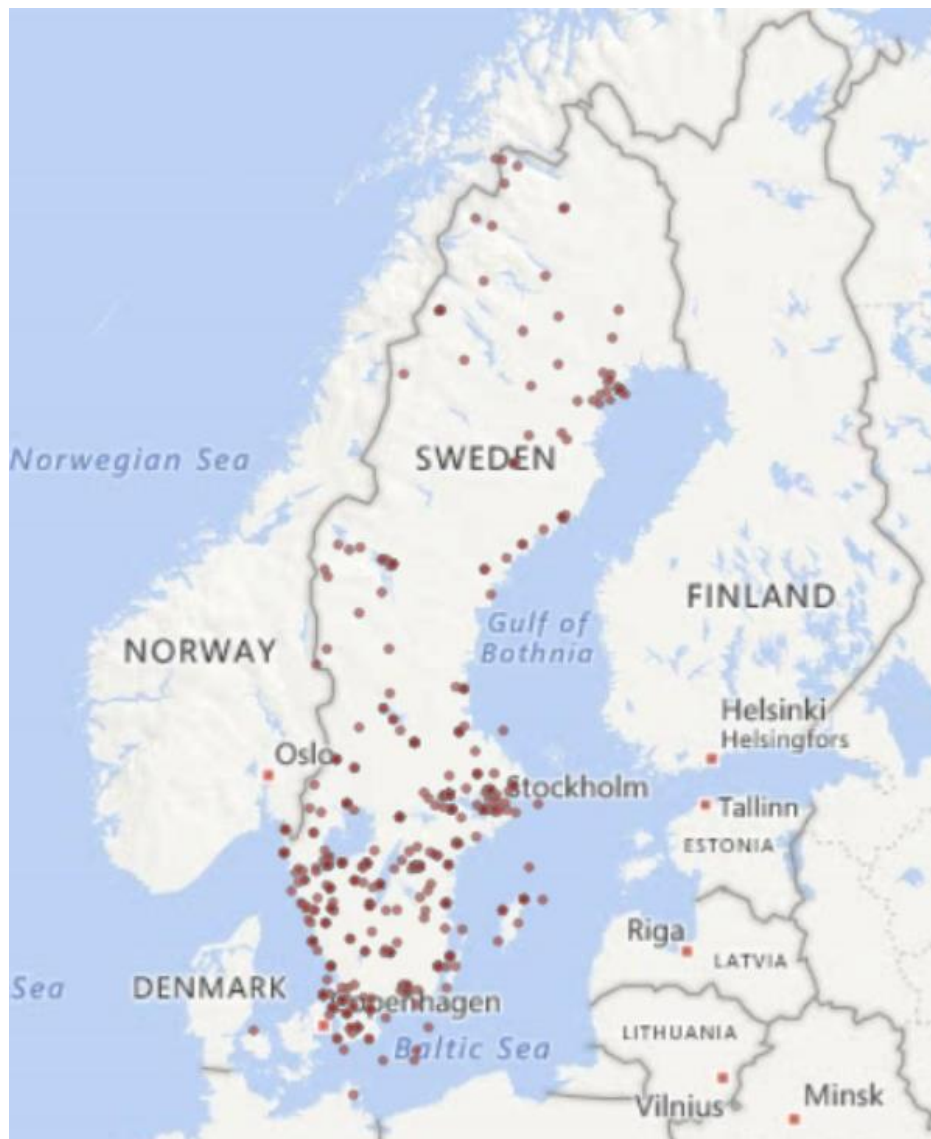 Norwegian Sea
SWEDEN
FINLAND
Gulf of
Bothnia
NORWAY
Helsinki
Helsingfors
Oslo
Stockholm
Tallinn
ESTONIA
Riga
LATVIA
Sea
DENMARK
Copenhagen
LITHUANIA
Baltic Sea
Vilnius
Minsk